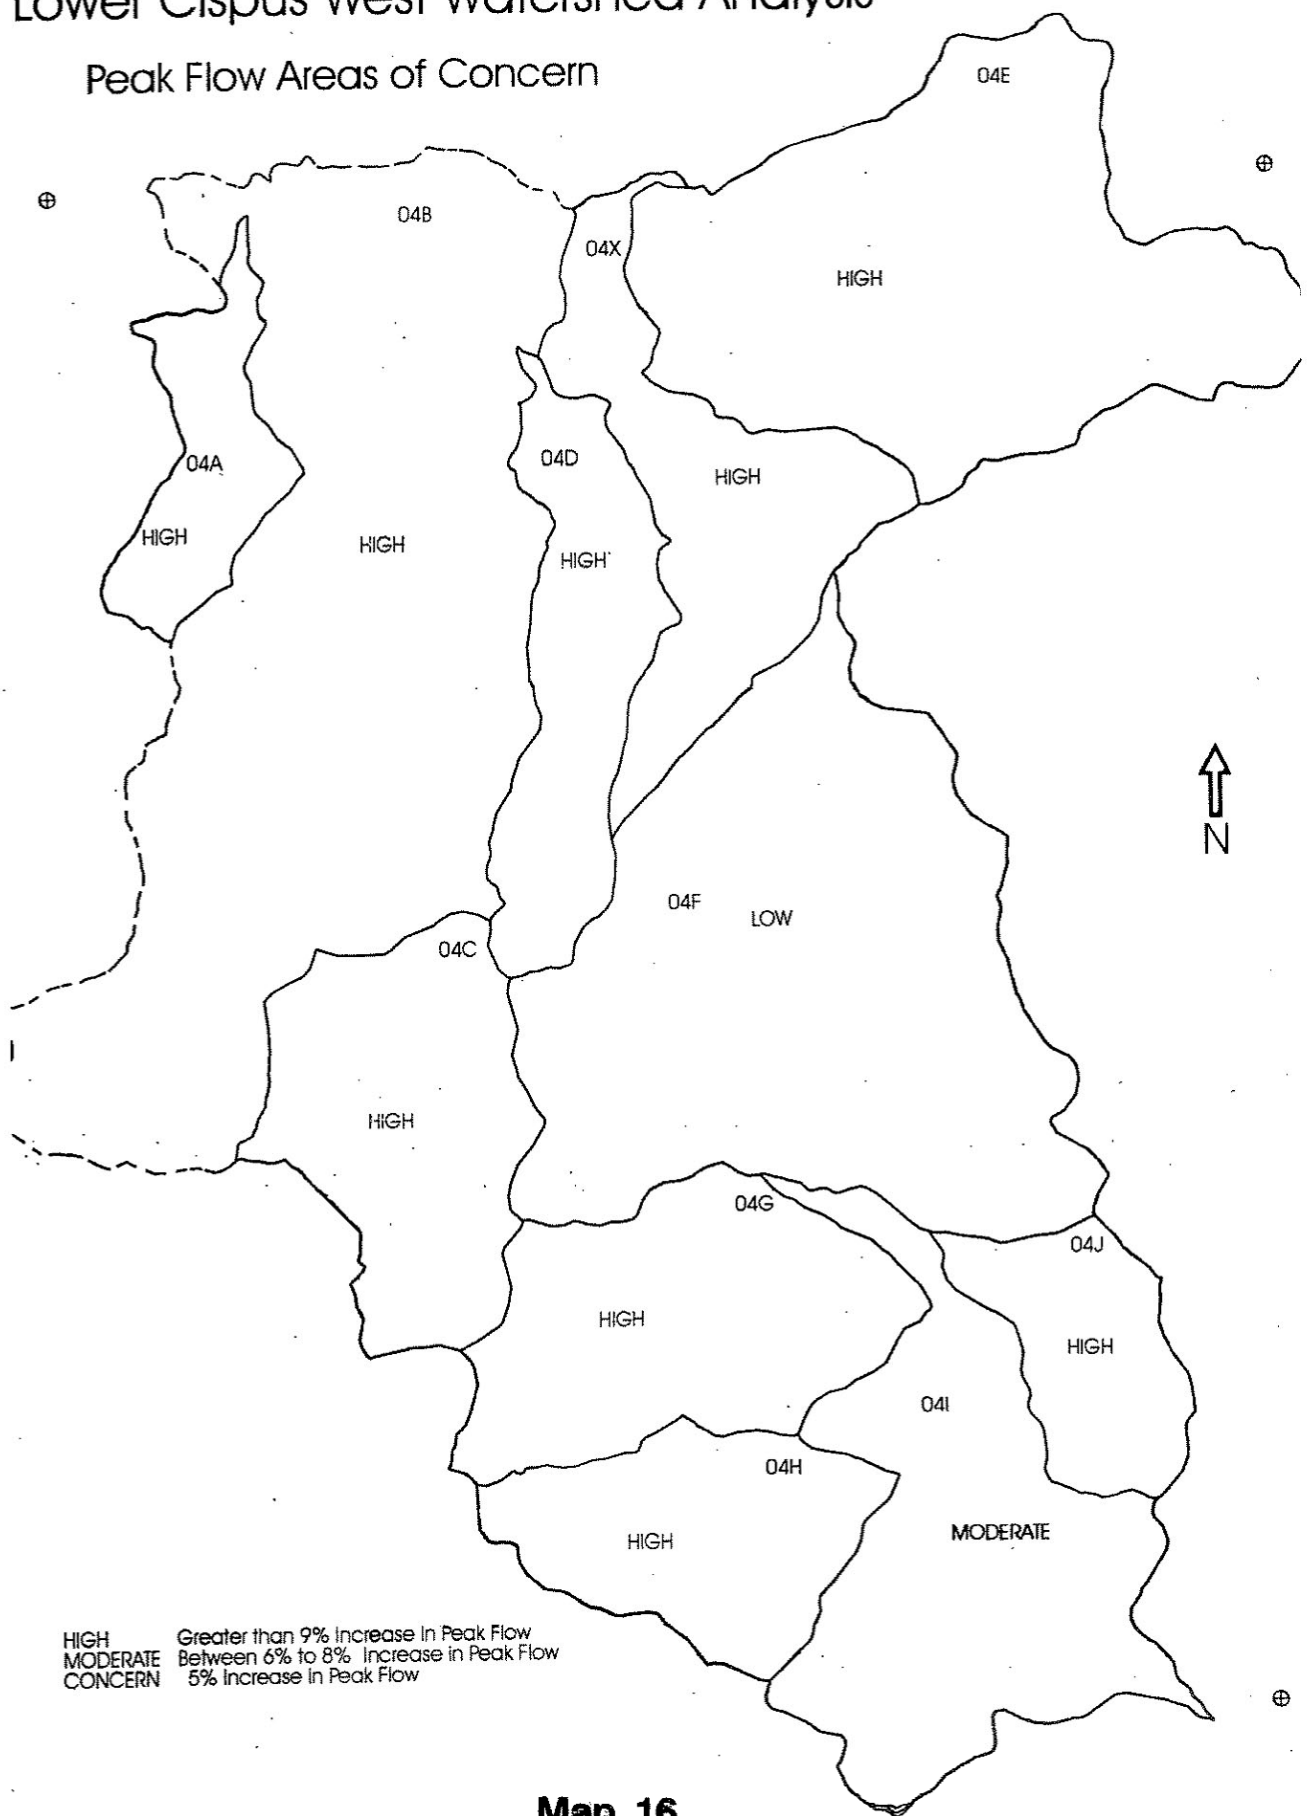 Lower Cispus West Watershed Analysis
Peak Flow Areas of Concern
04E
04B
04X
HIGH
04A
04D
HIGH
HIGH
HIGH
HIGH
N
04F
LOW
04C
HIGH
04G
04J
HIGH
HIGH
04I
04H
MODERATE
HIGH
HIGH Greater than 9% Increase In Peak Flow
MODERATE Between 6% to 8% Increase in Peak Flow
CONCERN 5% Increase In Peak Flow
Map 16